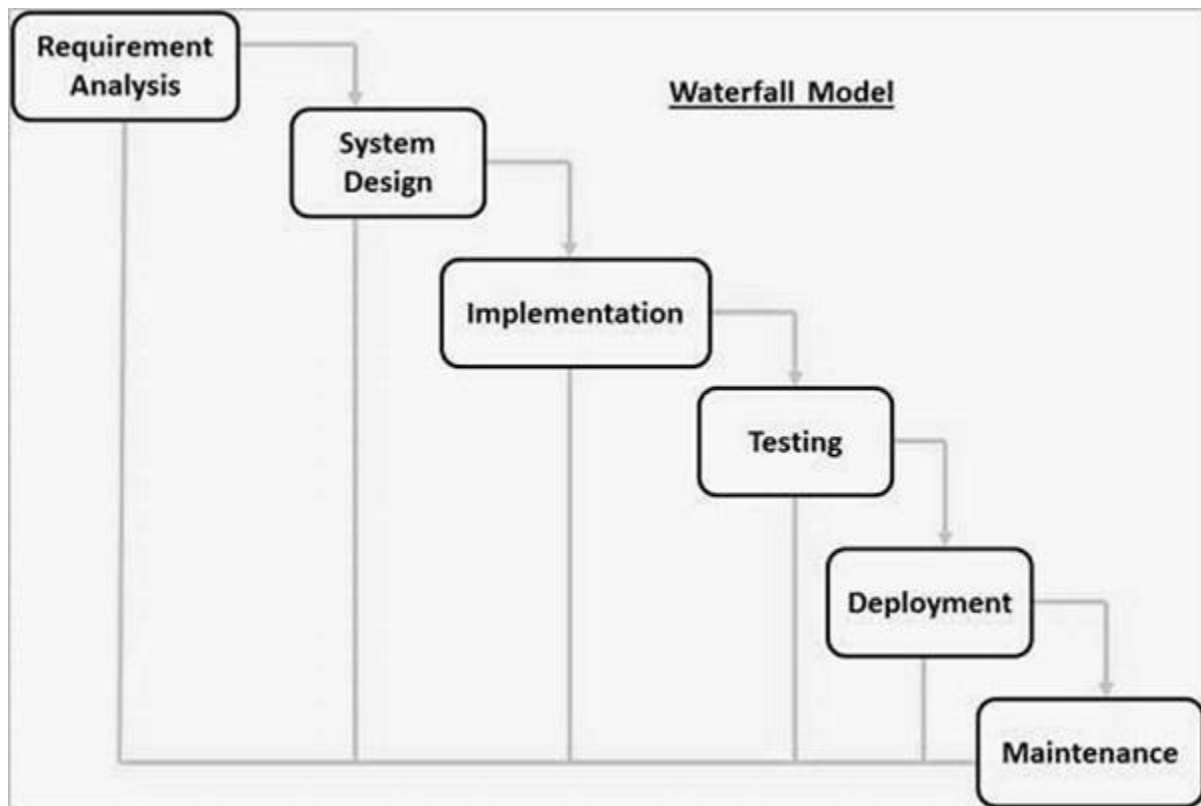 Requirement
Analysis
Waterfall Model
System
Design
Implementation
Testing
Deployment
Maintenance